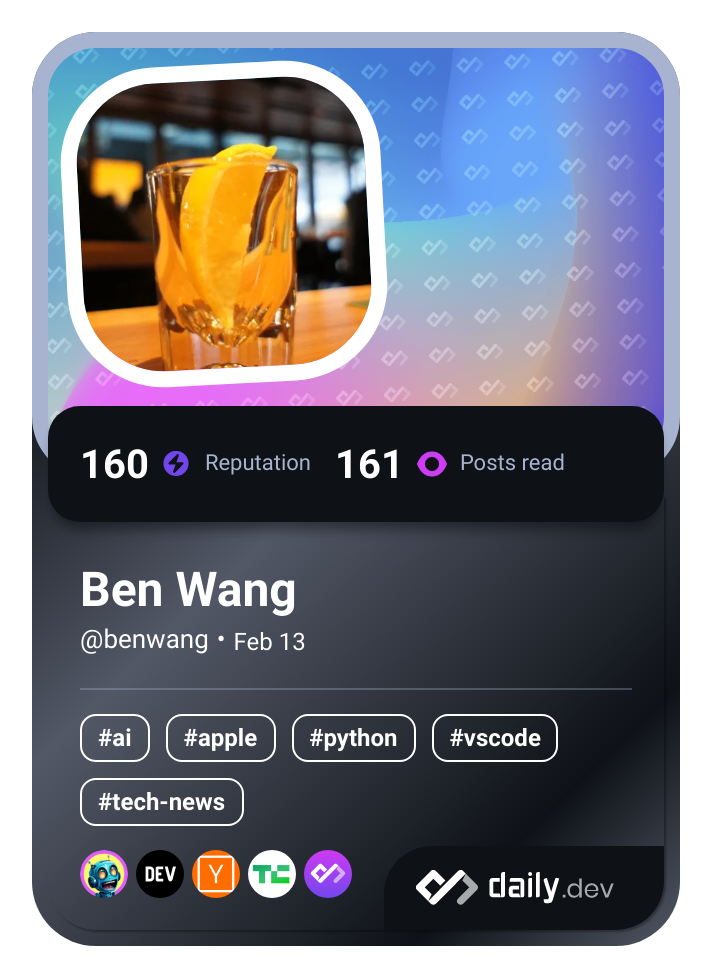 160 Reputation 161 Posts read
Ben Wang
@benwang • Feb 13
#ai #apple #python #vscode
#tech-news
DEV Y TC daily.dev